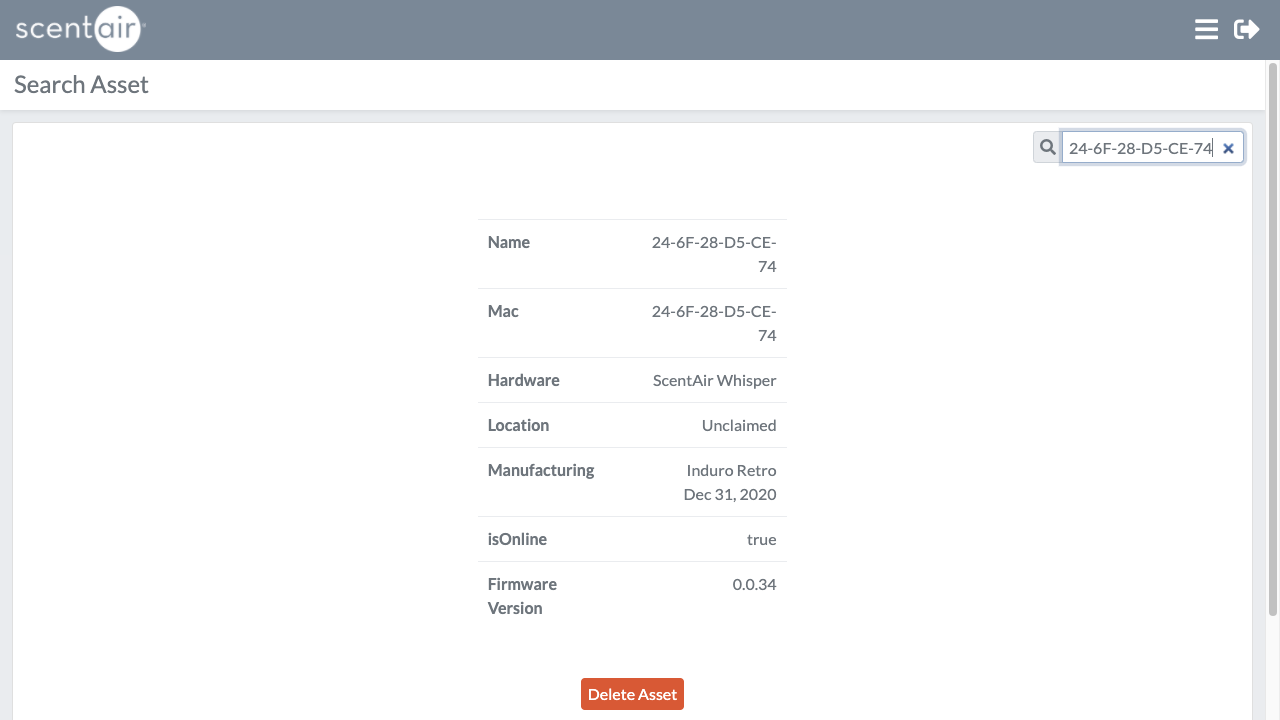 scentair
Search Asset
24-6F-28-D5-CE-74
Name 24-6F-28-D5-CE-
74
Mac 24-6F-28-D5-CE-
74
Hardware ScentAir Whisper
Location Unclaimed
Manufacturing Induro Retro
Dec 31, 2020
isOnline true
Firmware 0.0.34
Version
Delete Asset